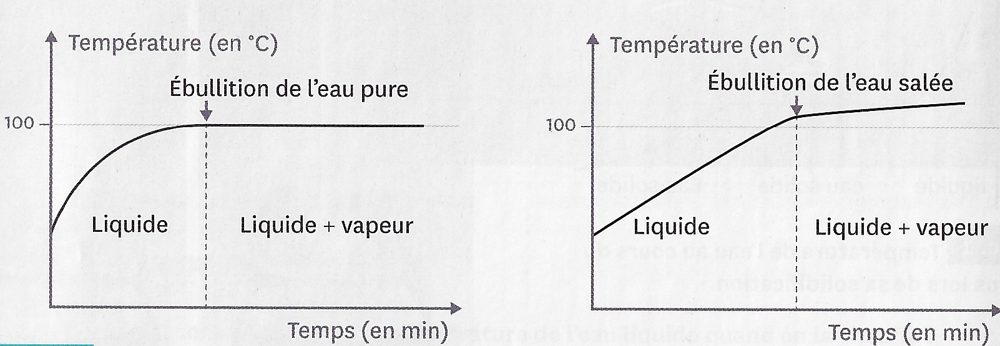 Température (en °C)
Ébullition de l'eau pure
100
Liquide
Liquide + vapeur
Temps (en min)
Température (en °C)
Ébullition de l'eau salée
100
Liquide
Liquide + vapeur
Temps (en min)